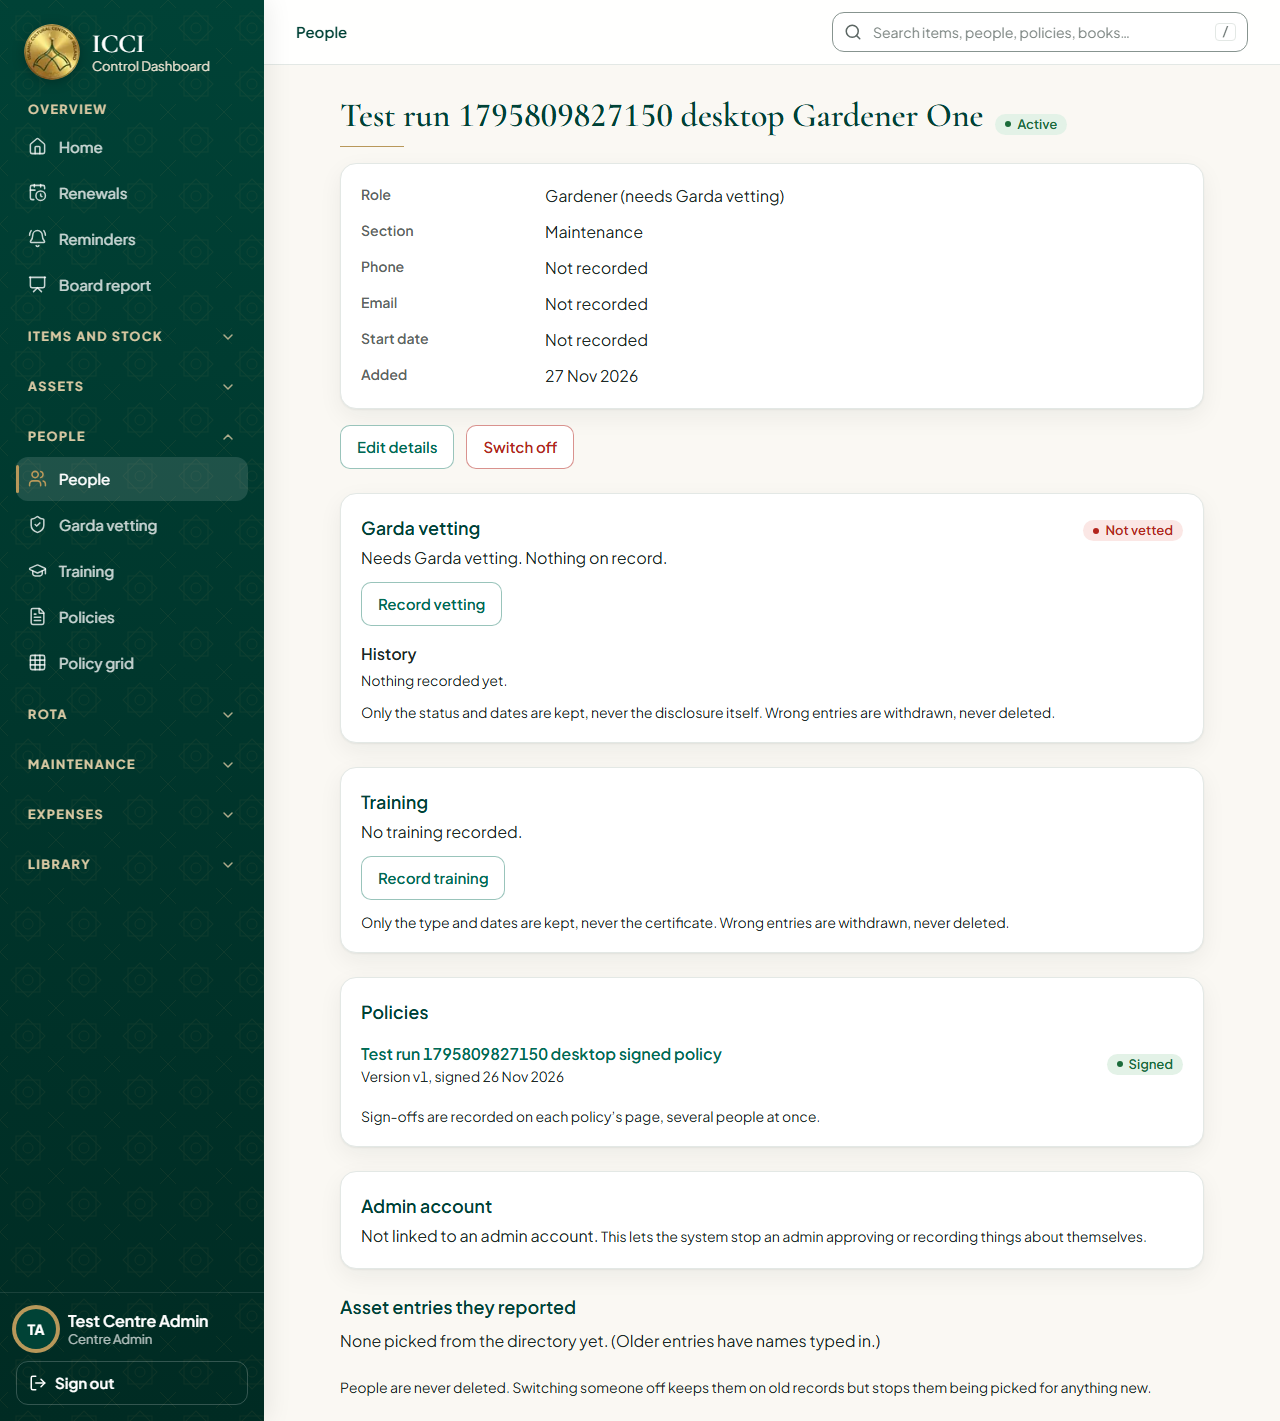 ICCI
Control Dashboard
OVERVIEW
Home
Renewals
Reminders
Board report
ITEMS AND STOCK
ASSETS
PEOPLE
People
Garda vetting
Training
Policies
Policy grid
ROTA
MAINTENANCE
EXPENSES
LIBRARY
TA
Test Centre Admin
Centre Admin
Sign out
People
Search items, people, policies, books...
/
Test run 1795809827150 desktop Gardener One
Active
Role
Gardener (needs Garda vetting)
Section
Maintenance
Phone
Not recorded
Email
Not recorded
Start date
Not recorded
Added
27 Nov 2026
Edit details
Switch off
Garda vetting
Not vetted
Needs Garda vetting. Nothing on record.
Record vetting
History
Nothing recorded yet.
Only the status and dates are kept, never the disclosure itself. Wrong entries are withdrawn, never deleted.
Training
No training recorded.
Record training
Only the type and dates are kept, never the certificate. Wrong entries are withdrawn, never deleted.
Policies
Test run 1795809827150 desktop signed policy
Version v1, signed 26 Nov 2026
Signed
Sign-offs are recorded on each policy's page, several people at once.
Admin account
Not linked to an admin account. This lets the system stop an admin approving or recording things about themselves.
Asset entries they reported
None picked from the directory yet. (Older entries have names typed in.)
People are never deleted. Switching someone off keeps them on old records but stops them being picked for anything new.